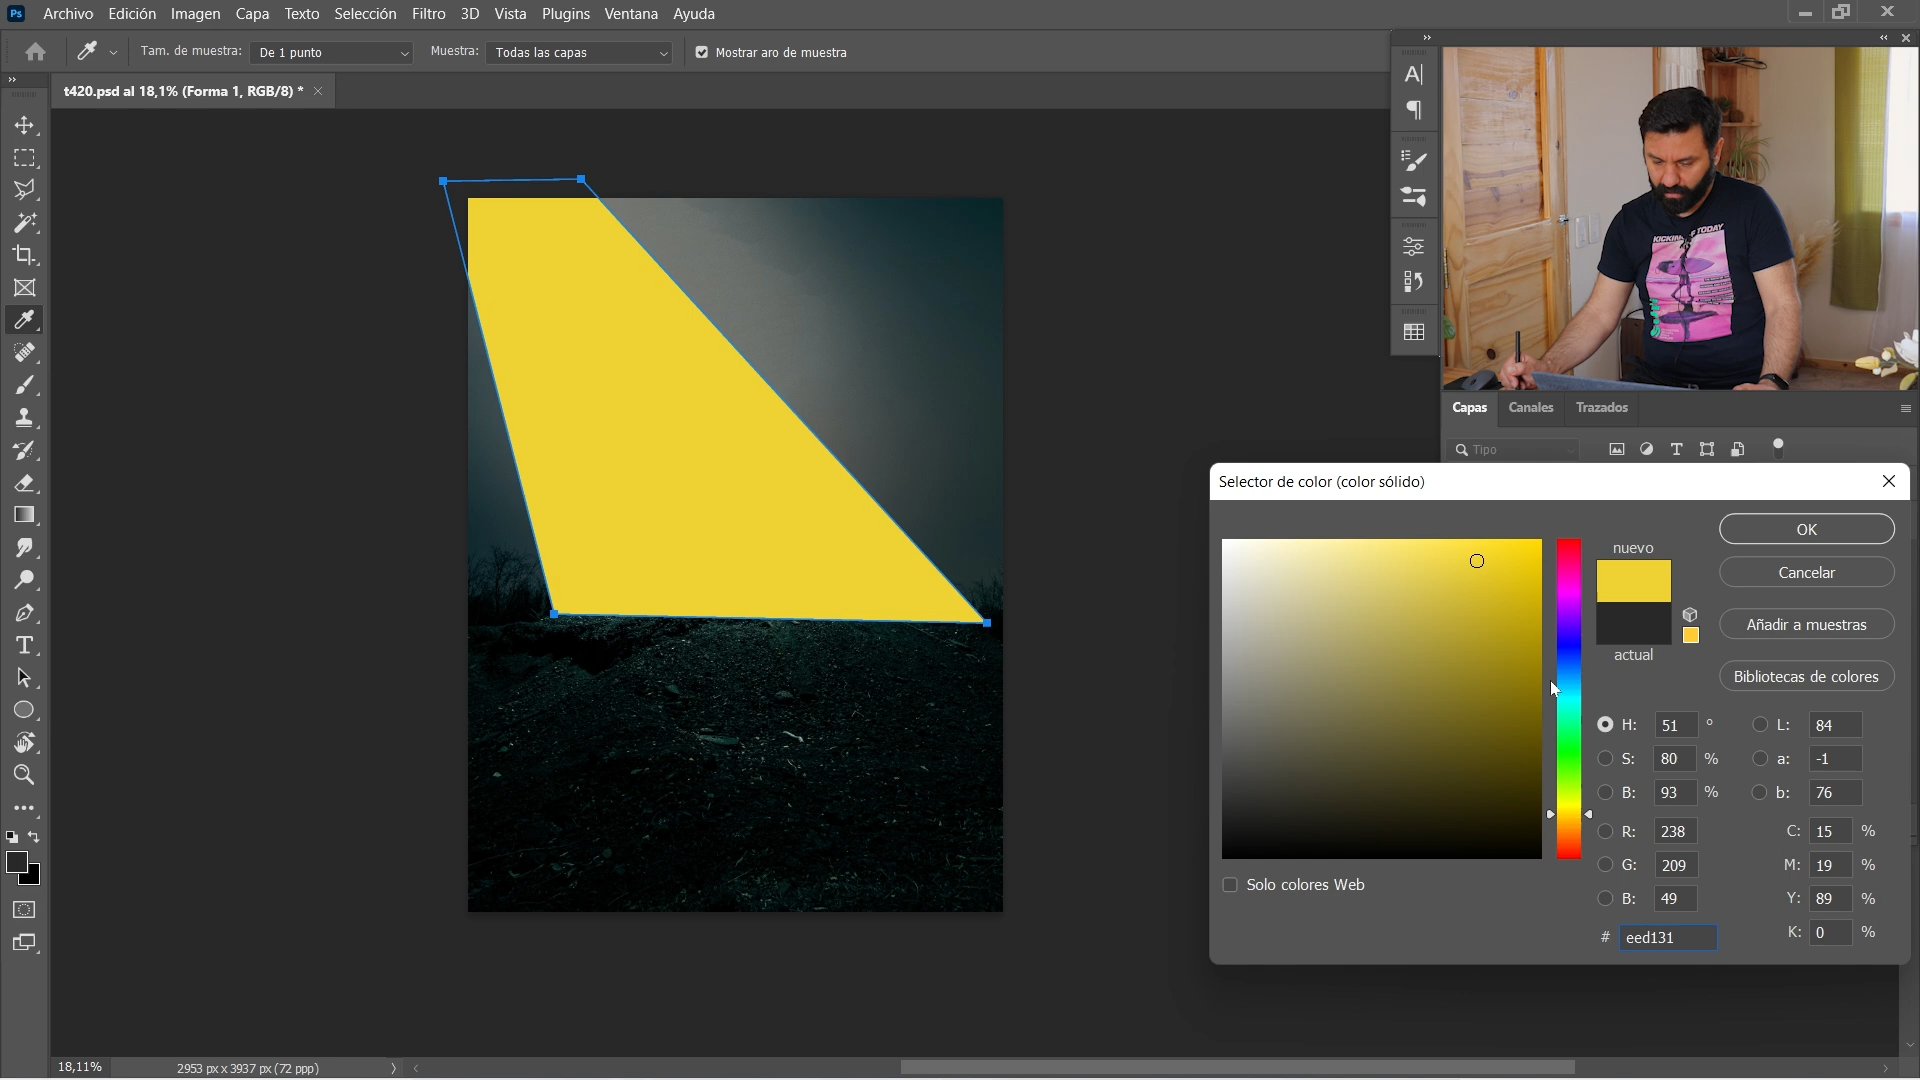 Ps Archivo Edición Imagen Capa Texto Selección Filtro 3D Vista Plugins Ventana Ayuda
Tam. de muestra: De 1 punto Muestra: Todas las capas Mostrar aro de muestra
t420.psd al 18,1% (Forma 1, RGB/8) *
KICKIN TODAY
Capas Canales Trazados
Tipo
Selector de color (color sólido)
OK
nuevo
Cancelar
Añadir a muestras
actual
Bibliotecas de colores
H: 51 ° L: 84
S: 80 % a: -1
B: 93 % b: 76
R: 238 C: 15 %
G: 209 M: 19 %
B: 49 Y: 89 %
# eed131 K: 0 %
Solo colores Web
18,11% 2953 px x 3937 px (72 ppp)